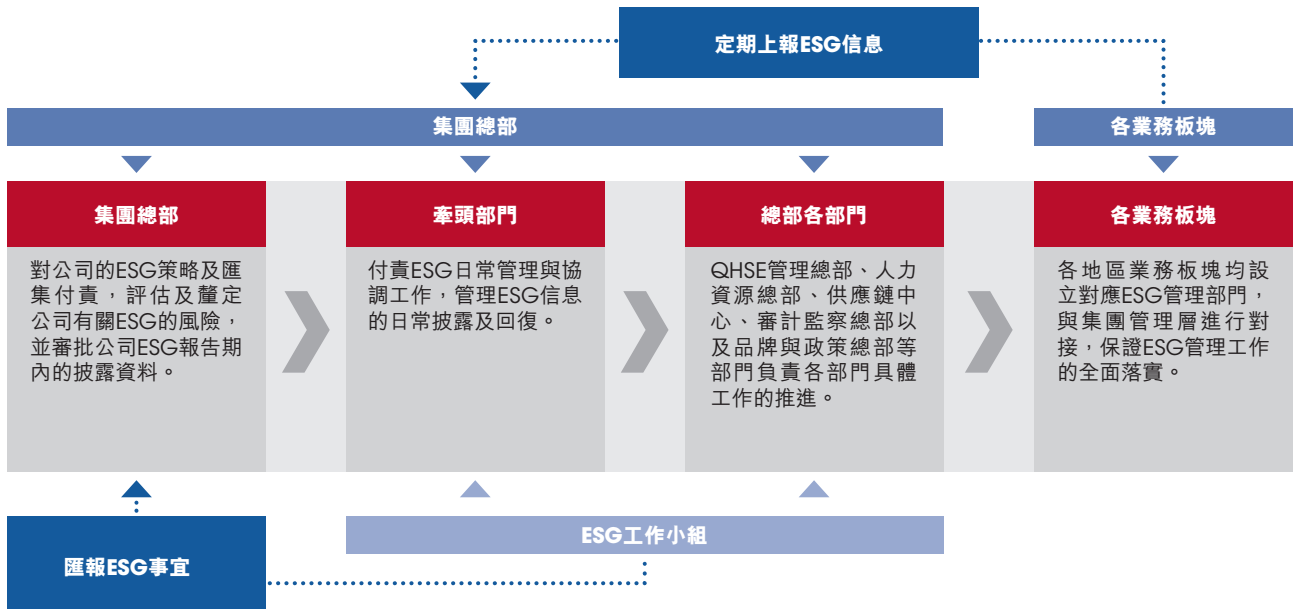 定期上報ESG信息
集團總部
各業務板塊
集團總部
牽頭部門
總部各部門
各業務板塊
對公司的ESG策略及匯
集付責，評估及釐定
公司有關ESG的風險，
並審批公司ESG報告期
內的披露資料。
付責ESG日常管理與協
調工作，管理ESG信息
的日常披露及回復。
QHSE管理總部、人力
資源總部、供應鏈中
心、審計監察總部以
及品牌與政策總部等
部門負責各部門具體
工作的推進。
各地區業務板塊均設
立對應ESG管理部門，
與集團管理層進行對
接，保證ESG管理工作
的全面落實。
ESG工作小組
匯報ESG事宜